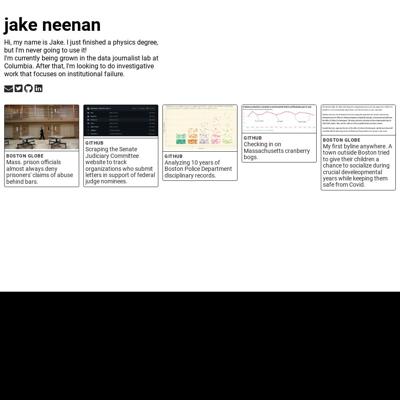 jake neenan
Hi, my name is Jake. I just finished a physics degree,
but I'm never going to use it!
I'm currently being grown in the data journalist lab at
Columbia. After that, I'm looking to do investigative
work that focuses on institutional failure.
BOSTON GLOBE
Mass. prison officials
almost always deny
prisoners' claims of abuse
behind bars.
GITHUB
Scraping the Senate
Judiciary Committee
website to track
organizations who submit
letters in support of federal
judge nominees.
GITHUB
Analyzing 10 years of
Boston Police Department
disciplinary records.
GITHUB
Checking in on
Massachusetts cranberry
bogs.
BOSTON GLOBE
My first byline anywhere. A
town outside Boston tried
to give their children a
chance to socialize during
crucial developmental
years while keeping them
safe from Covid.